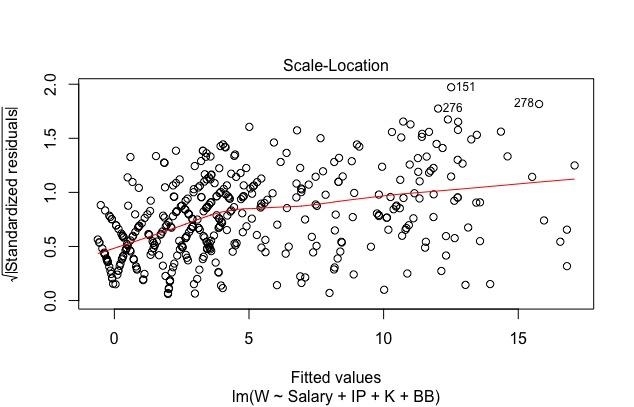 Scale-Location
√|Standardized residuals|
2.0
1.5
1.0
0.5
0.0
151
276
278
0 5 10 15
Fitted values
lm(W ~ Salary + IP + K + BB)